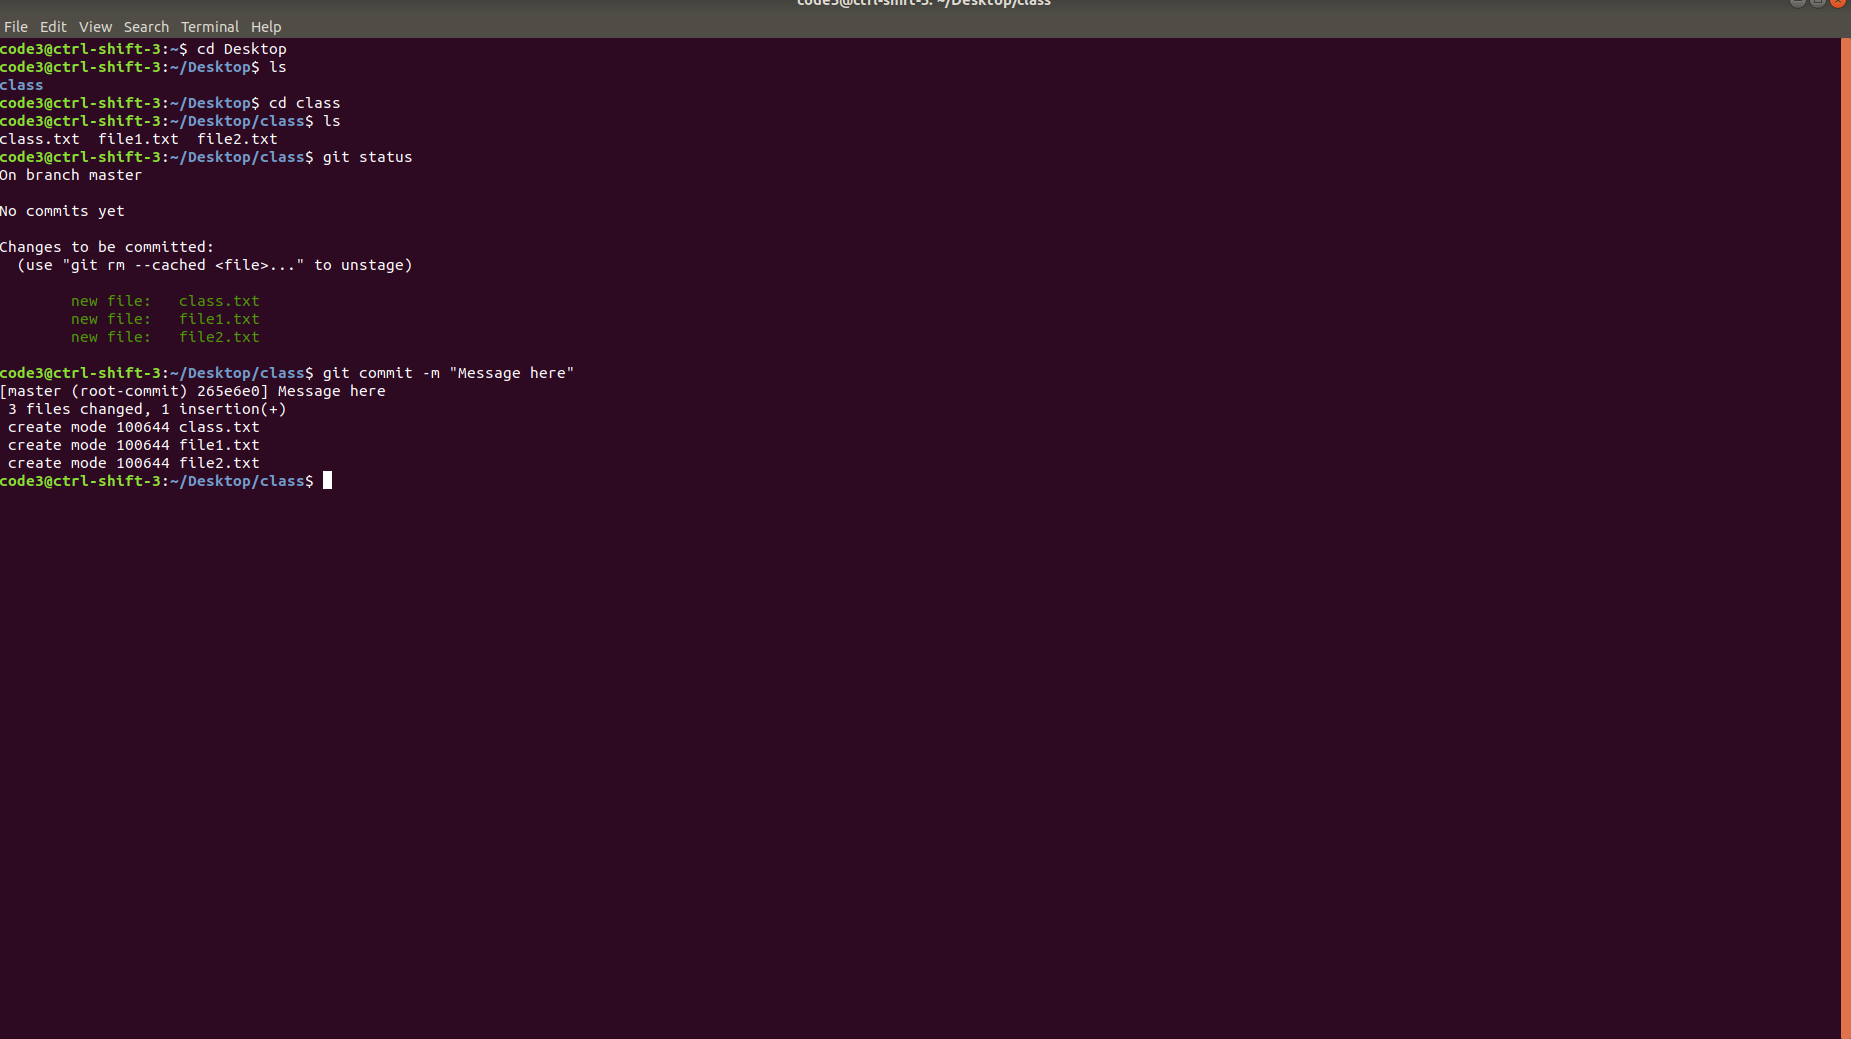 code3@ctrl-shift-3: ~/Desktop/class
File Edit View Search Terminal Help
code3@ctrl-shift-3:~$ cd Desktop
code3@ctrl-shift-3:~/Desktop$ ls
class
code3@ctrl-shift-3:~/Desktop$ cd class
code3@ctrl-shift-3:~/Desktop/class$ ls
class.txt  file1.txt  file2.txt
code3@ctrl-shift-3:~/Desktop/class$ git status
On branch master
No commits yet
Changes to be committed:
  (use "git rm --cached <file>..." to unstage)
        new file:   class.txt
        new file:   file1.txt
        new file:   file2.txt
code3@ctrl-shift-3:~/Desktop/class$ git commit -m "Message here"
[master (root-commit) 265e6e0] Message here
 3 files changed, 1 insertion(+)
 create mode 100644 class.txt
 create mode 100644 file1.txt
 create mode 100644 file2.txt
code3@ctrl-shift-3:~/Desktop/class$